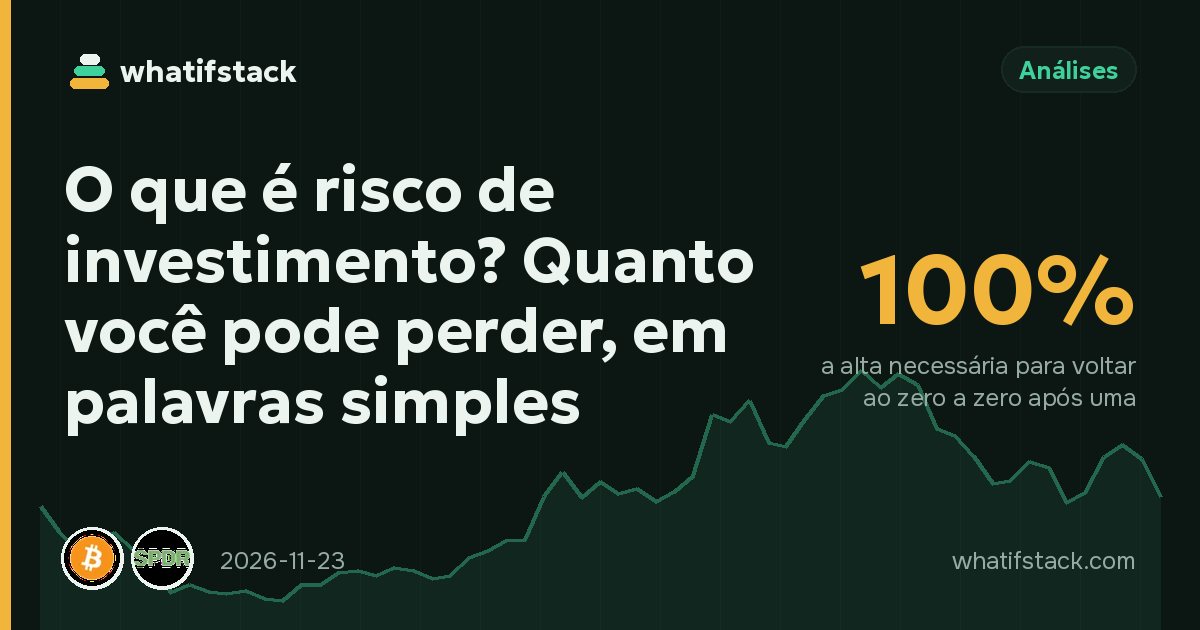 whatifstack
Análises
O que é risco de
investimento? Quanto
você pode perder, em
palavras simples
100%
a alta necessária para voltar
ao zero a zero após uma
SPDR
2026-11-23
whatifstack.com